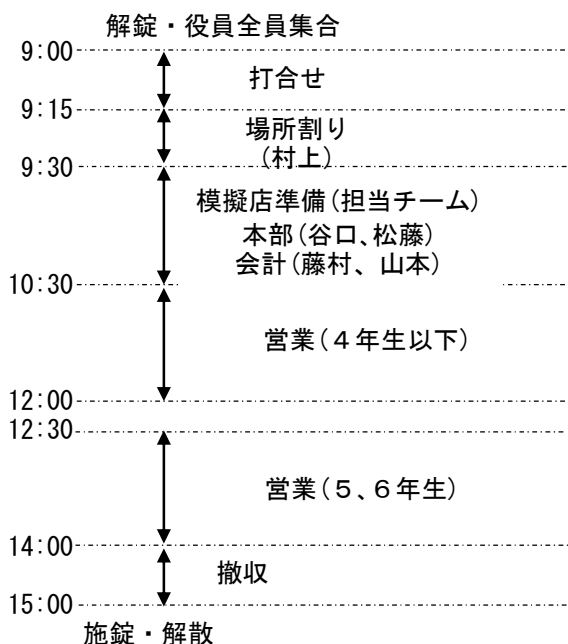 解錠・役員全員集合
9:00
打合せ
9:15
場所割り
(村上)
9:30
模擬店準備(担当チーム)
本部(谷口、松藤)
会計(藤村、山本)
10:30
営業(４年生以下)
12:00
12:30
営業(５、６年生)
14:00
撤収
15:00
施錠・解散